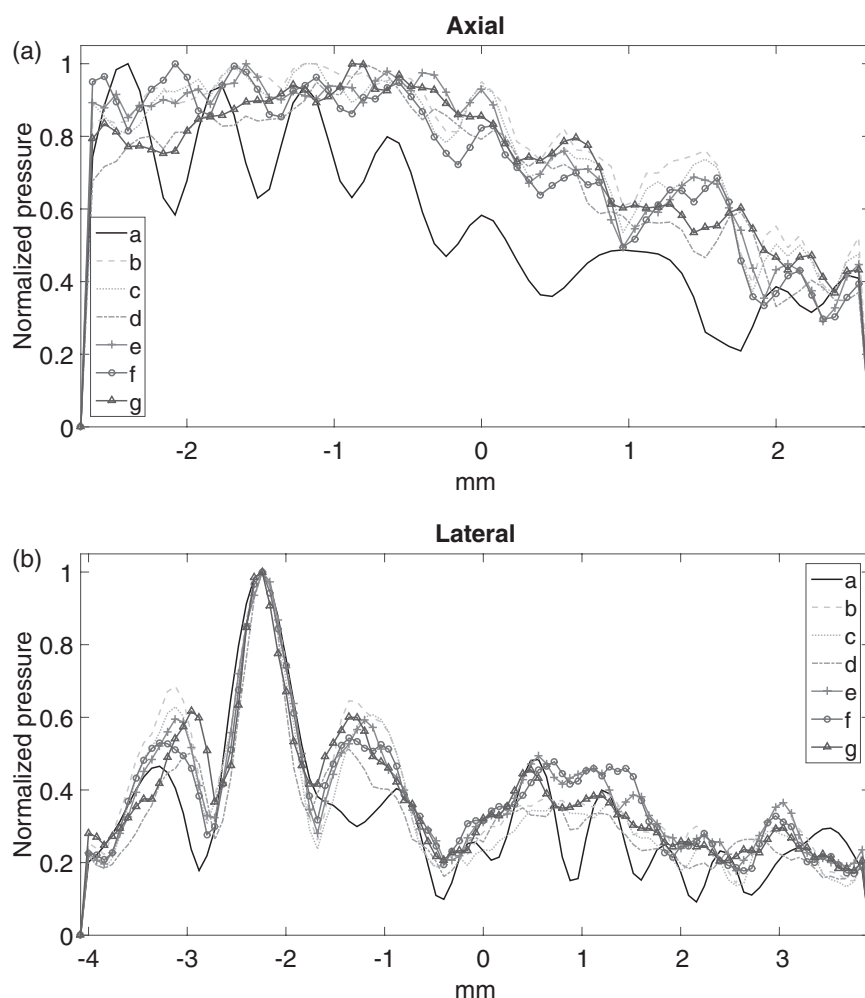 Axial
(a)
Normalized pressure
1
0.8
0.6
0.4
0.2
0
a
b
c
d
e
f
g
-2 -1 0 1 2
mm
Lateral
(b)
Normalized pressure
1
0.8
0.6
0.4
0.2
0
a
b
c
d
e
f
g
-4 -3 -2 -1 0 1 2 3
mm